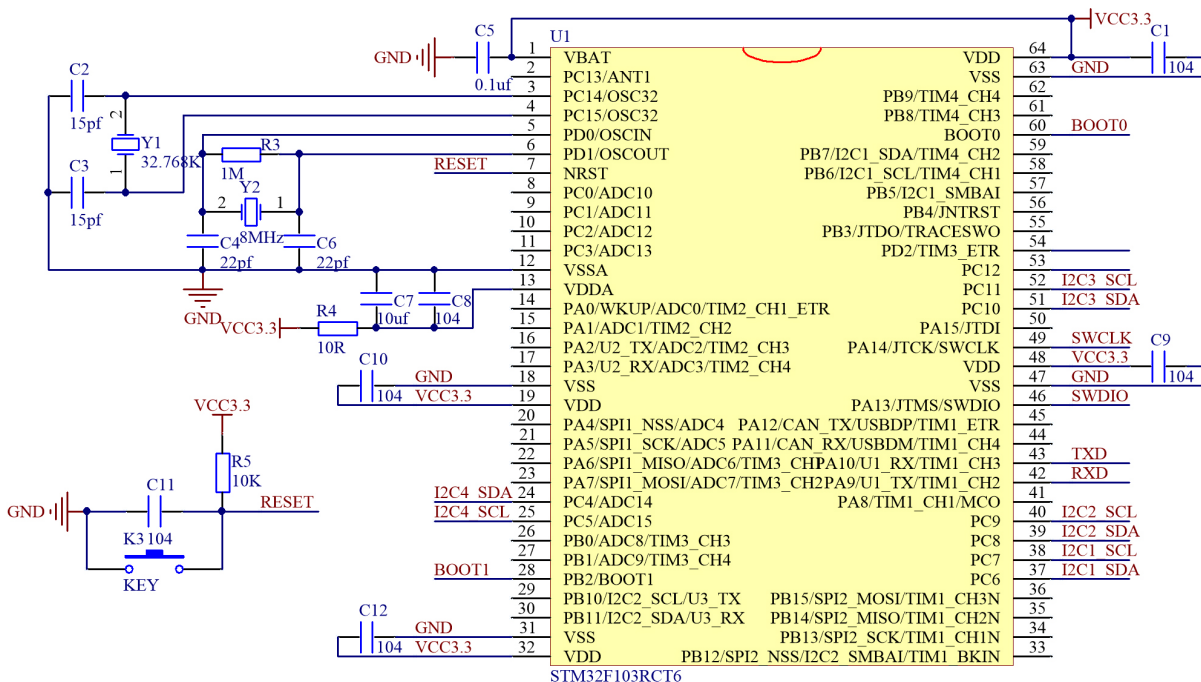 U1
GND
C5
0.1uf
VCC3.3
C1
104
GND
C2
15pf
2
Y1
32.768K
1
C3
15pf
R3
1M
Y2
2
1
8MHz
C4
22pf
C6
22pf
GND
RESET
VCC3.3
R4
10R
C7
10uf
C8
104
C10
104
GND
VCC3.3
VCC3.3
R5
10K
C11
104
GND
RESET
K3
KEY
I2C4_SDA
I2C4_SCL
BOOT1
C12
104
GND
VCC3.3
1 VBAT
2 PC13/ANT1
3 PC14/OSC32
4 PC15/OSC32
5 PD0/OSCIN
6 PD1/OSCOUT
7 NRST
8 PC0/ADC10
9 PC1/ADC11
10 PC2/ADC12
11 PC3/ADC13
12 VSSA
13 VDDA
14 PA0/WKUP/ADC0/TIM2_CH1_ETR
15 PA1/ADC1/TIM2_CH2
16 PA2/U2_TX/ADC2/TIM2_CH3
17 PA3/U2_RX/ADC3/TIM2_CH4
18 VSS
19 VDD
20 PA4/SPI1_NSS/ADC4
21 PA5/SPI1_SCK/ADC5
22 PA6/SPI1_MISO/ADC6/TIM3_CH1
23 PA7/SPI1_MOSI/ADC7/TIM3_CH2
24 PC4/ADC14
25 PC5/ADC15
26 PB0/ADC8/TIM3_CH3
27 PB1/ADC9/TIM3_CH4
28 PB2/BOOT1
29 PB10/I2C2_SCL/U3_TX
30 PB11/I2C2_SDA/U3_RX
31 VSS
32 VDD
VDD 64
VSS 63
PB9/TIM4_CH4 62
PB8/TIM4_CH3 61
BOOT0 60 BOOT0
PB7/I2C1_SDA/TIM4_CH2 59
PB6/I2C1_SCL/TIM4_CH1 58
PB5/I2C1_SMBAI 57
PB4/JNTRST 56
PB3/JTDO/TRACESWO 55
PD2/TIM3_ETR 54
PC12 53
PC11 52 I2C3_SCL
PC10 51 I2C3_SDA
PA15/JTDI 50
PA14/JTCK/SWCLK 49 SWCLK
VDD 48 VCC3.3
VSS 47 GND
C9
104
PA13/JTMS/SWDIO 46 SWDIO
PA12/CAN_TX/USBDP/TIM1_ETR 45
PA11/CAN_RX/USBDM/TIM1_CH4 44
PA10/U1_RX/TIM1_CH3 43 TXD
PA9/U1_TX/TIM1_CH2 42 RXD
PA8/TIM1_CH1/MCO 41
PC9 40 I2C2_SCL
PC8 39 I2C2_SDA
PC7 38 I2C1_SCL
PC6 37 I2C1_SDA
PB15/SPI2_MOSI/TIM1_CH3N 36
PB14/SPI2_MISO/TIM1_CH2N 35
PB13/SPI2_SCK/TIM1_CH1N 34
PB12/SPI2_NSS/I2C2_SMBAI/TIM1_BKIN 33
STM32F103RCT6